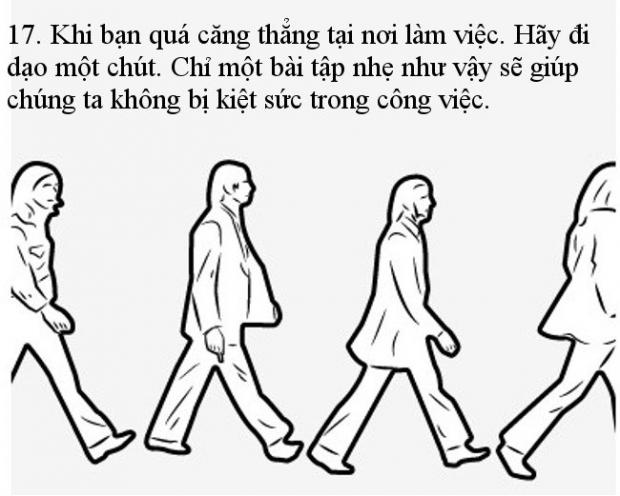 17. Khi bạn quá căng thẳng tại nơi làm việc. Hãy đi
dạo một chút. Chỉ một bài tập nhẹ như vậy sẽ giúp
chúng ta không bị kiệt sức trong công việc.